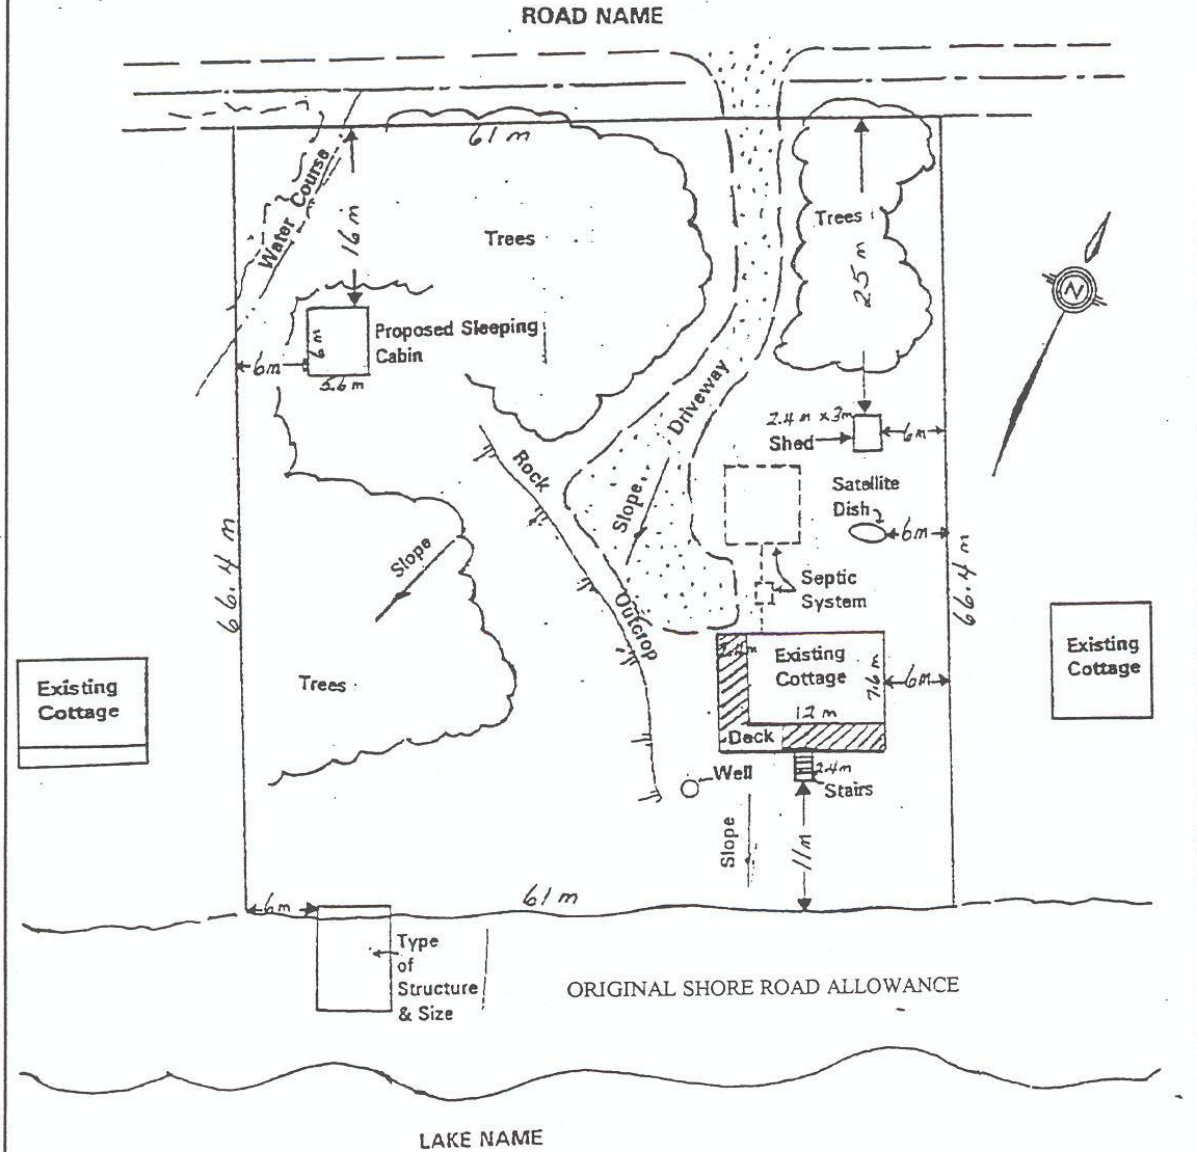 ROAD NAME
61 m
Water Course
16 m
Trees
Trees
25 m
N
Proposed Sleeping
Cabin
6 m
6m
5.6 m
Driveway
2.4 m x 3m
Shed
6m
Rock
Outcrop
Slope
Satellite
Dish
6m
Slope
66.4 m
66.4 m
Septic
System
Existing
Cottage
2.4m
Existing
Cottage
7.6 m
6m
12 m
Existing
Cottage
Trees
Deck
Well
2.4m
Stairs
Slope
11m
6m
61 m
Type
of
Structure
& Size
ORIGINAL SHORE ROAD ALLOWANCE
LAKE NAME